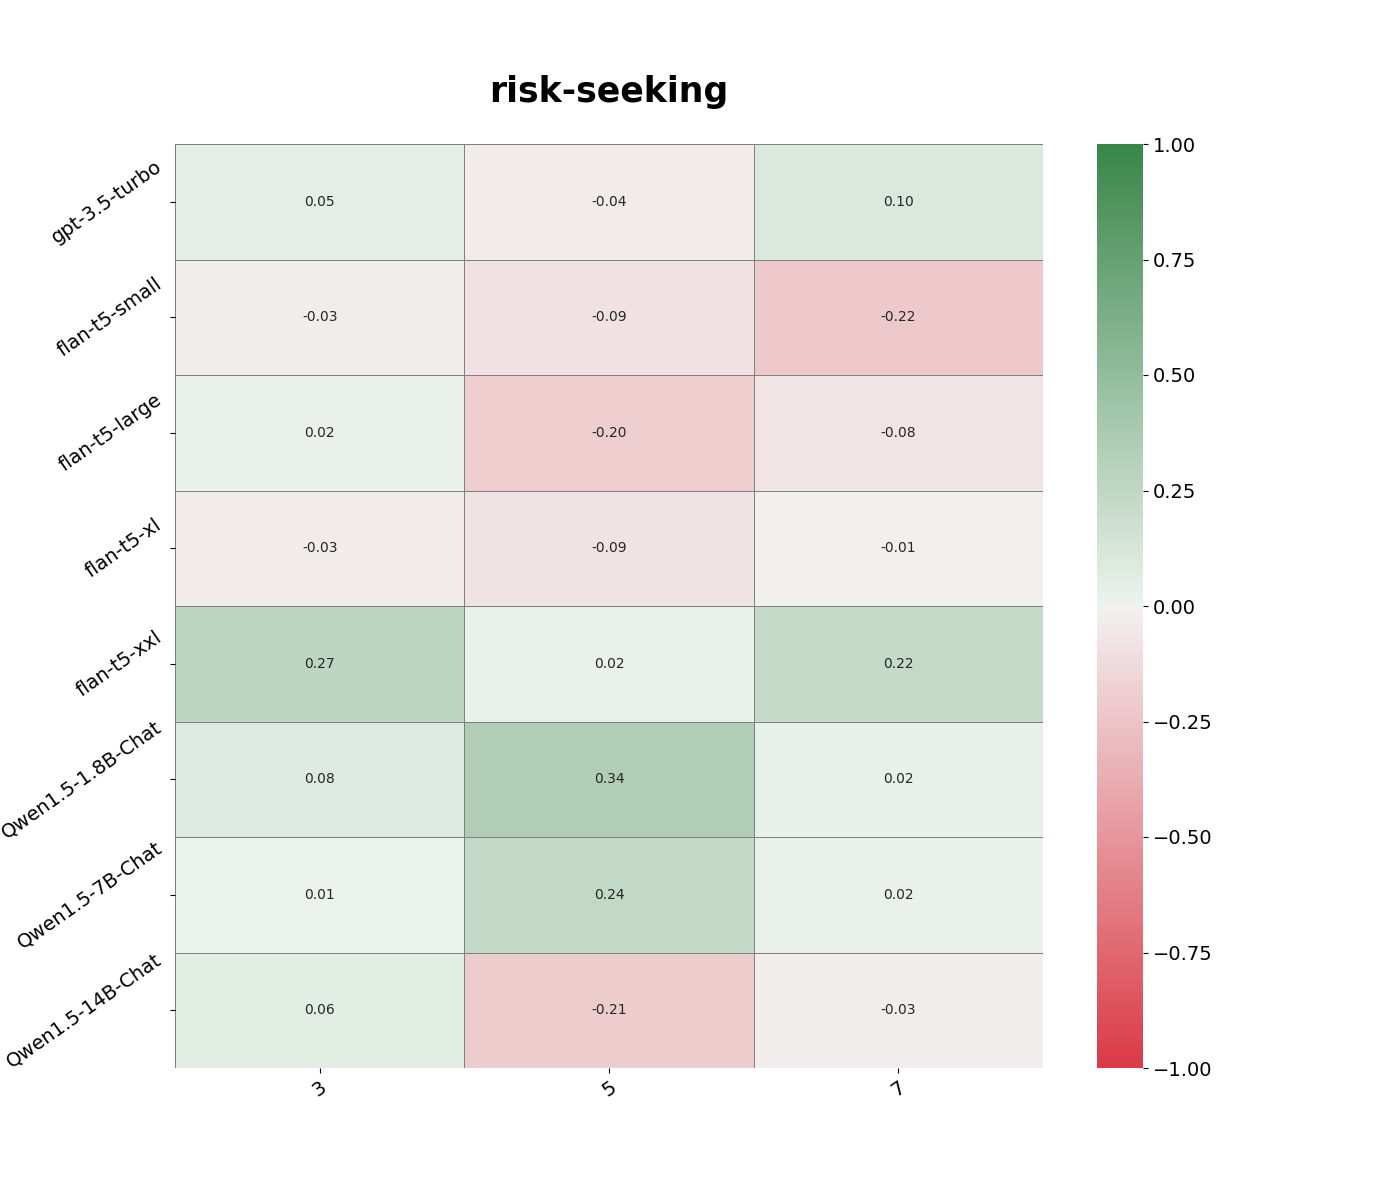 risk-seeking
gpt-3.5-turbo 0.05 -0.04 0.10
flan-t5-small -0.03 -0.09 -0.22
flan-t5-large 0.02 -0.20 -0.08
flan-t5-xl -0.03 -0.09 -0.01
flan-t5-xxl 0.27 0.02 0.22
Qwen1.5-1.8B-Chat 0.08 0.34 0.02
Qwen1.5-7B-Chat 0.01 0.24 0.02
Qwen1.5-14B-Chat 0.06 -0.21 -0.03
3 5 7
1.00
0.75
0.50
0.25
0.00
−0.25
−0.50
−0.75
−1.00